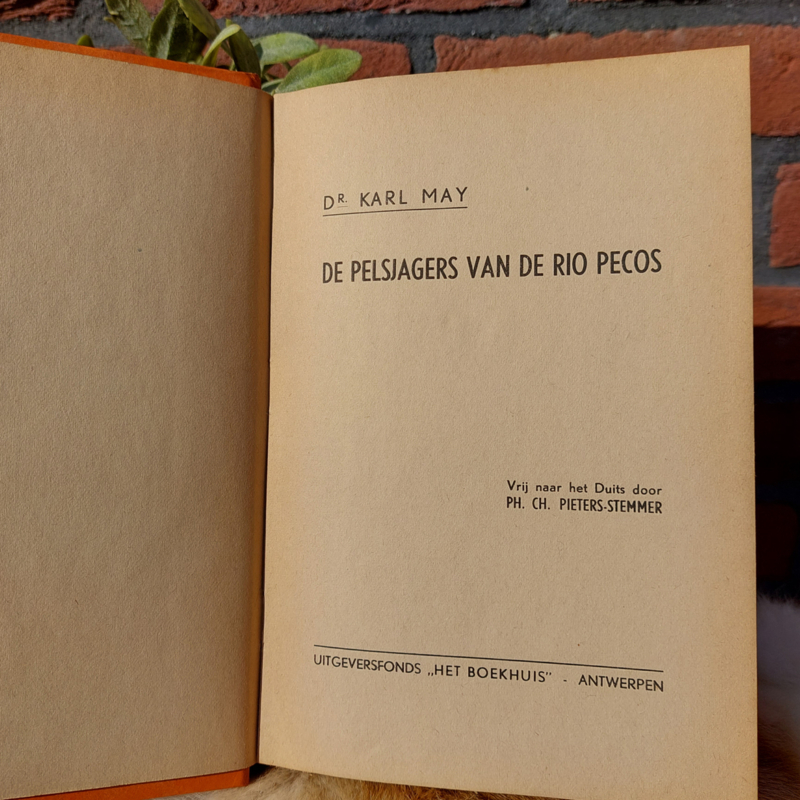 DR. KARL MAY
DE PELSJAGERS VAN DE RIO PECOS
Vrij naar het Duits door
PH. CH. PIETERS-STEMMER
UITGEVERSFONDS „HET BOEKHUIS" - ANTWERPEN